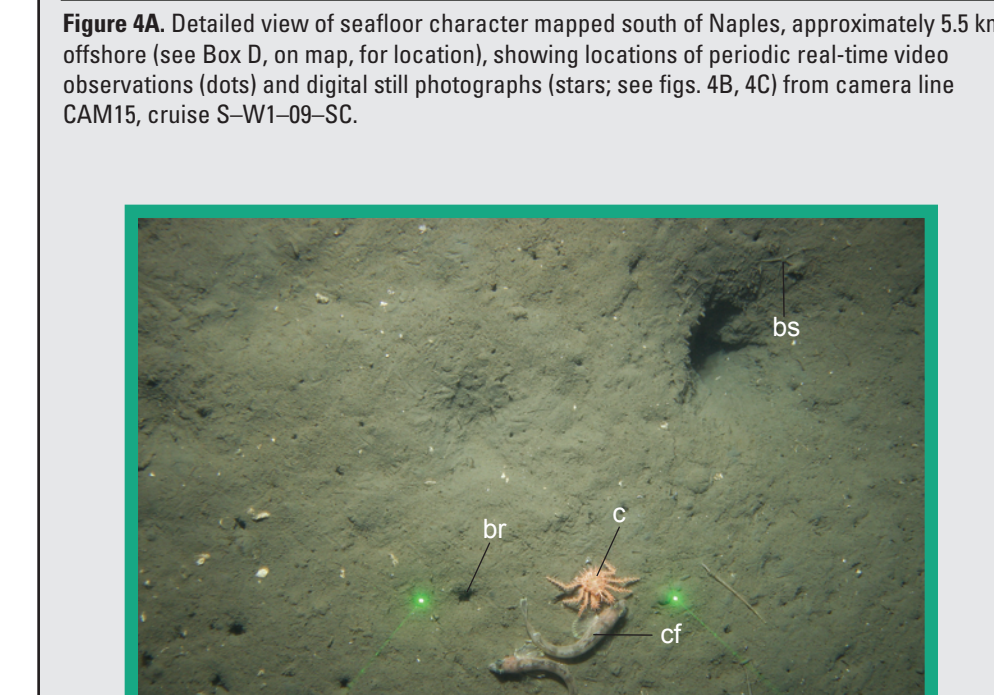 Figure 4A. Detailed view of seafloor character mapped south of Naples, approximately 5.5 km
offshore (see Box D, on map, for location), showing locations of periodic real-time video
observations (dots) and digital still photographs (stars; see figs. 4B, 4C) from camera line
CAM15, cruise S–W1–09–SC.
bs
br
c
cf